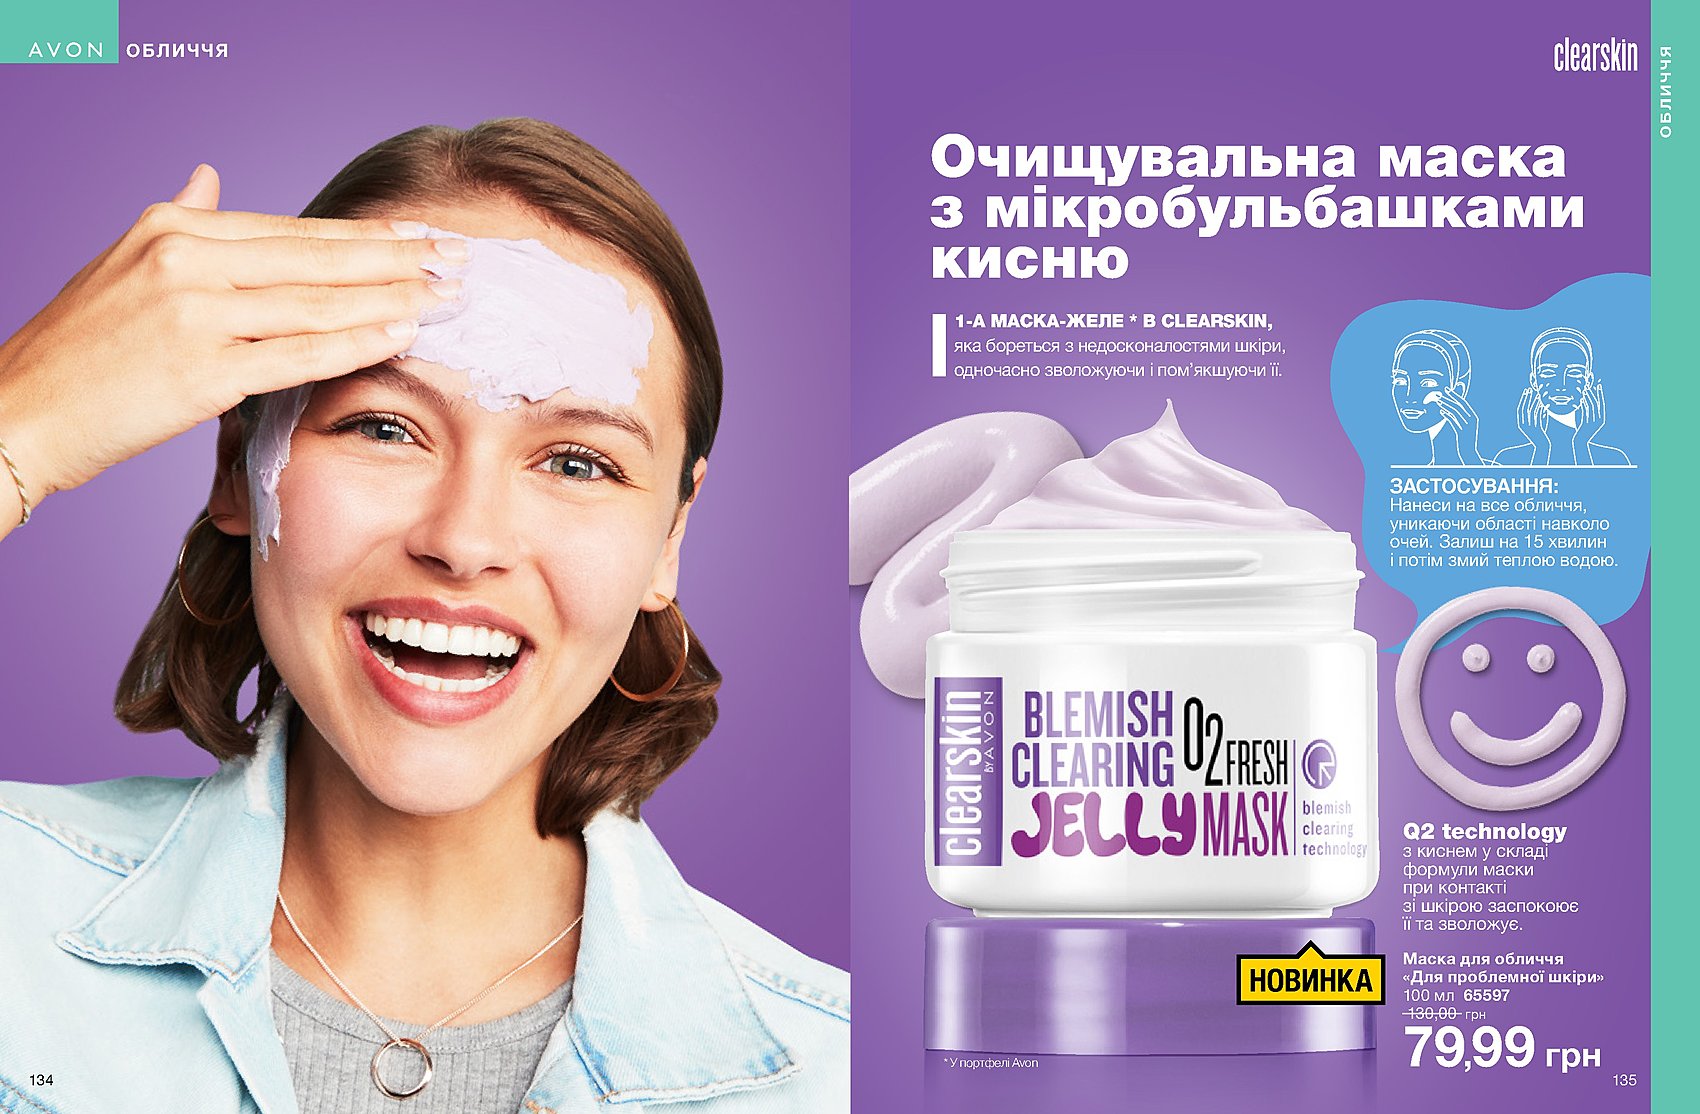 AVON ОБЛИЧЧЯ
clearskin
ОБЛИЧЧЯ
Очищувальна маска
з мікробульбашками
кисню
1-А МАСКА-ЖЕЛЕ * В CLEARSKIN,
яка бореться з недосконалостями шкіри,
одночасно зволожуючи і пом’якшуючи її.
ЗАСТОСУВАННЯ:
Нанеси на все обличчя,
уникаючи області навколо
очей. Залиш на 15 хвилин
і потім змий теплою водою.
clearskin
BY AVON
BLEMISH
CLEARING
O2 FRESH
JELLY MASK
blemish
clearing
technology
Q2 technology
з киснем у складі
формули маски
при контакті
зі шкірою заспокоює
її та зволожує.
НОВИНКА
Маска для обличчя
«Для проблемної шкіри»
100 мл 65597
130,00 грн
79,99 грн
* У портфелі Avon
134
135